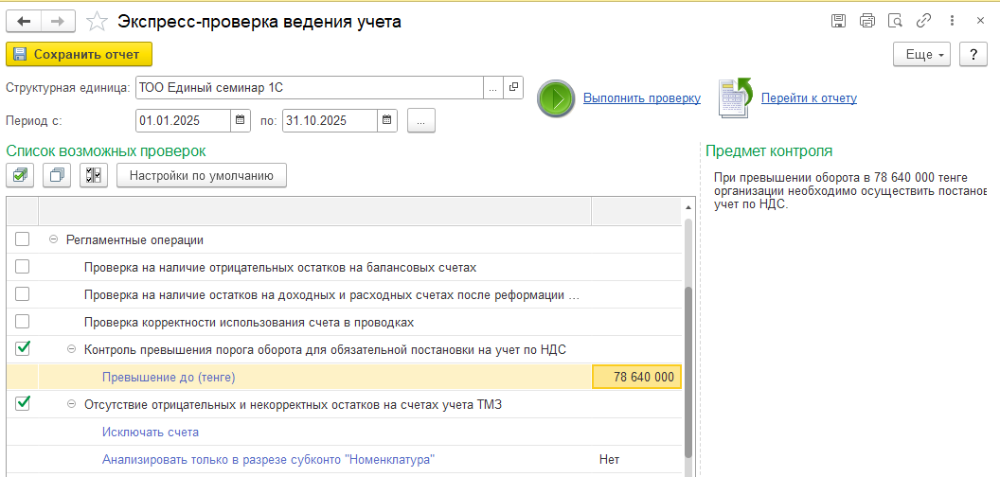 Экспресс-проверка ведения учета
Сохранить отчет
Еще
?
Структурная единица: ТОО Единый семинар 1С ...
Выполнить проверку
Перейти к отчету
Период с: 01.01.2025 по: 31.10.2025 ...
Список возможных проверок
Предмет контроля
Настройки по умолчанию
При превышении оборота в 78 640 000 тенге
организации необходимо осуществить постанов
учет по НДС.
Регламентные операции
Проверка на наличие отрицательных остатков на балансовых счетах
Проверка на наличие остатков на доходных и расходных счетах после реформации ...
Проверка корректности использования счета в проводках
Контроль превышения порога оборота для обязательной постановки на учет по НДС
Превышение до (тенге) 78 640 000
Отсутствие отрицательных и некорректных остатков на счетах учета ТМЗ
Исключать счета
Анализировать только в разрезе субконто "Номенклатура" Нет